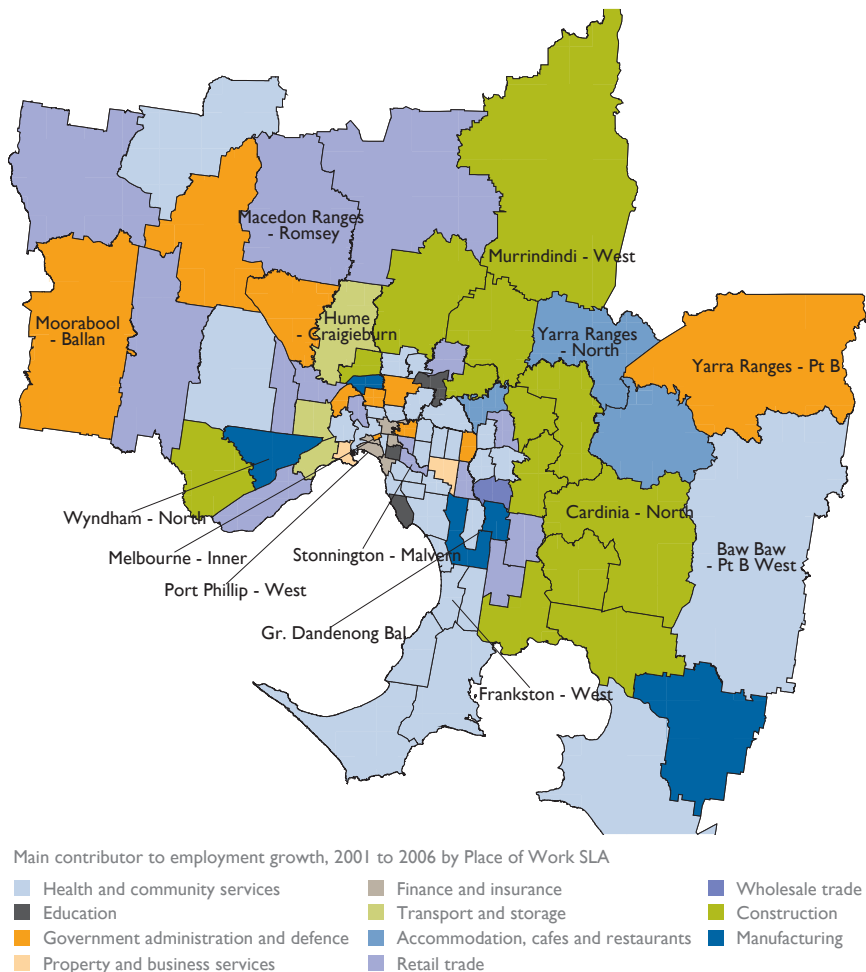 Macedon Ranges
- Romsey
Murrindindi - West
Hume
- Craigieburn
Moorabool
- Ballan
Yarra Ranges
- North
Yarra Ranges - Pt B
Wyndham - North
Cardinia - North
Melbourne - Inner
Stonnington - Malvern
Baw Baw
- Pt B West
Port Phillip - West
Gr. Dandenong Bal
Frankston - West
Main contributor to employment growth, 2001 to 2006 by Place of Work SLA
Health and community services
Education
Government administration and defence
Property and business services
Finance and insurance
Transport and storage
Accommodation, cafes and restaurants
Retail trade
Wholesale trade
Construction
Manufacturing